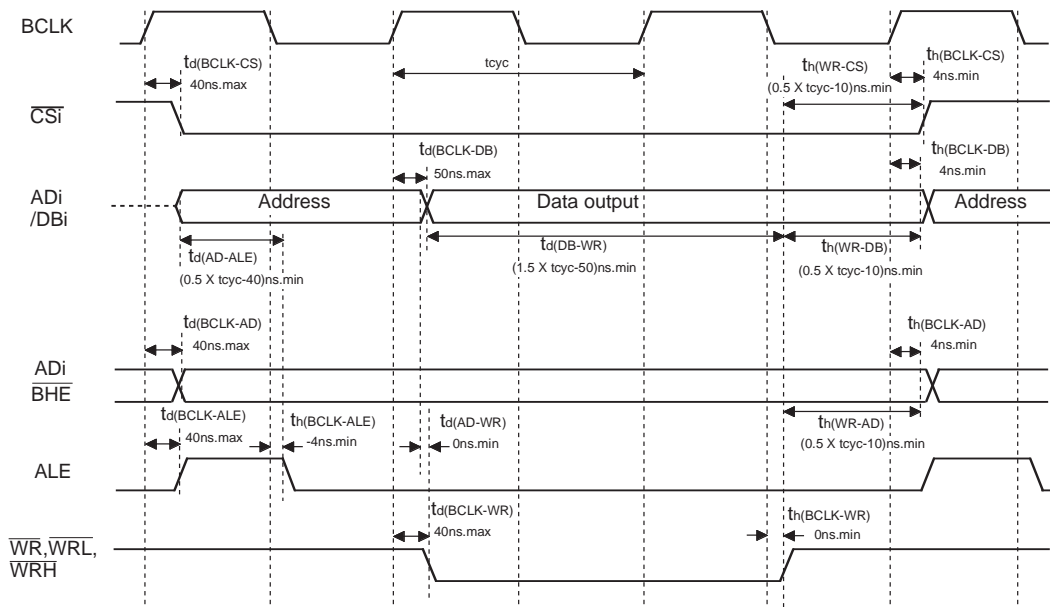 BCLK
td(BCLK-CS)
40ns.max
tcyc
th(WR-CS)
(0.5 X tcyc-10)ns.min
th(BCLK-CS)
4ns.min
CSi
td(BCLK-DB)
50ns.max
th(BCLK-DB)
4ns.min
ADi
/DBi
Address
Data output
Address
td(AD-ALE)
(0.5 X tcyc-40)ns.min
td(DB-WR)
(1.5 X tcyc-50)ns.min
th(WR-DB)
(0.5 X tcyc-10)ns.min
td(BCLK-AD)
40ns.max
th(BCLK-AD)
4ns.min
ADi
BHE
td(BCLK-ALE)
40ns.max
th(BCLK-ALE)
-4ns.min
td(AD-WR)
0ns.min
th(WR-AD)
(0.5 X tcyc-10)ns.min
ALE
td(BCLK-WR)
40ns.max
th(BCLK-WR)
0ns.min
WR,WRL,
WRH